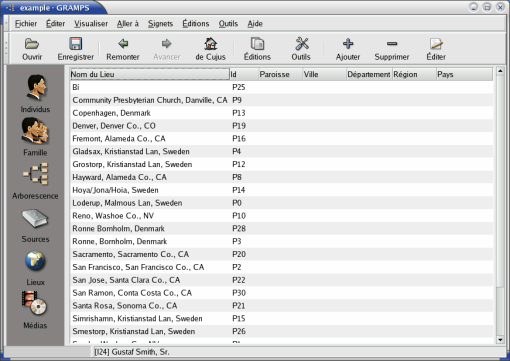 example - GRAMPS
Fichier Éditer Visualiser Aller à Signets Éditions Outils Aide
Ouvrir Enregistrer Remonter Avancer de Cujus Éditions Outils Ajouter Supprimer Éditer
Individus
Famille
Arborescence
Sources
Lieux
Médias
Nom du Lieu Id Paroisse Ville Département Région Pays
Bi P25
Community Presbyterian Church, Danville, CA P9
Copenhagen, Denmark P13
Denver, Denver Co., CO P19
Fremont, Alameda Co., CA P16
Gladsax, Kristianstad Lan, Sweden P4
Grostorp, Kristianstad Lan, Sweden P12
Hayward, Alameda Co., CA P8
Hoya/Jona/Hoia, Sweden P14
Loderup, Malmous Lan, Sweden P0
Reno, Washoe Co., NV P10
Ronne Bornholm, Denmark P28
Ronne, Bornholm, Denmark P3
Sacramento, Sacramento Co., CA P20
San Francisco, San Francisco Co., CA P2
San Jose, Santa Clara Co., CA P22
San Ramon, Conta Costa Co., CA P30
Santa Rosa, Sonoma Co., CA P21
Simrishamn, Kristianstad Lan, Sweden P15
Smestorp, Kristianstad Lan, Sweden P26
[I24] Gustaf Smith, Sr.